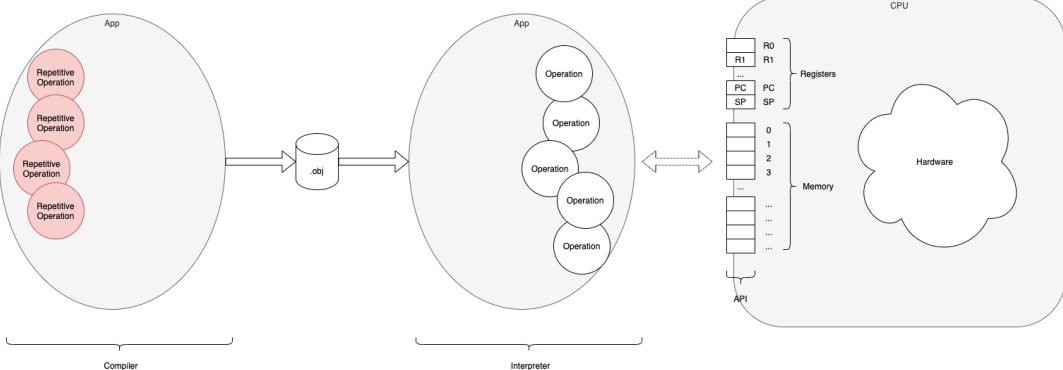 App
Repetitive
Operation
Repetitive
Operation
Repetitive
Operation
Repetitive
Operation
Compiler
.obj
App
Operation
Operation
Operation
Operation
Operation
Interpreter
CPU
R0
R1 R1
...
PC PC
SP SP
Registers
0
1
2
3
...
Memory
...
...
...
...
API
Hardware